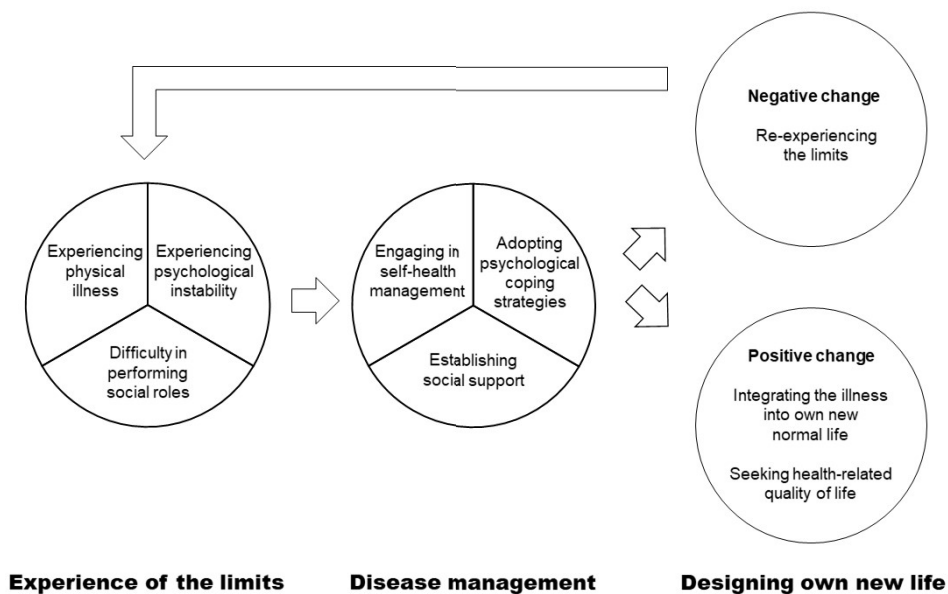 Negative change
Re-experiencing
the limits
Experiencing
physical
illness
Experiencing
psychological
instability
Difficulty in
performing
social roles
Engaging in
self-health
management
Adopting
psychological
coping
strategies
Establishing
social support
Positive change
Integrating the illness
into own new
normal life
Seeking health-related
quality of life
Experience of the limits
Disease management
Designing own new life